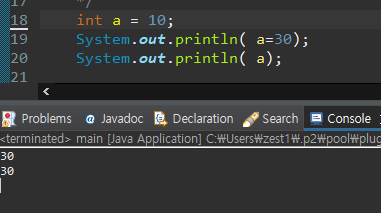 17 */
18 int a = 10;
19 System.out.println( a=30);
20 System.out.println( a);
21
<
Problems @ Javadoc Declaration Search Console
<terminated> main [Java Application] C:₩Users₩zest1₩.p2₩pool₩plug
30
30